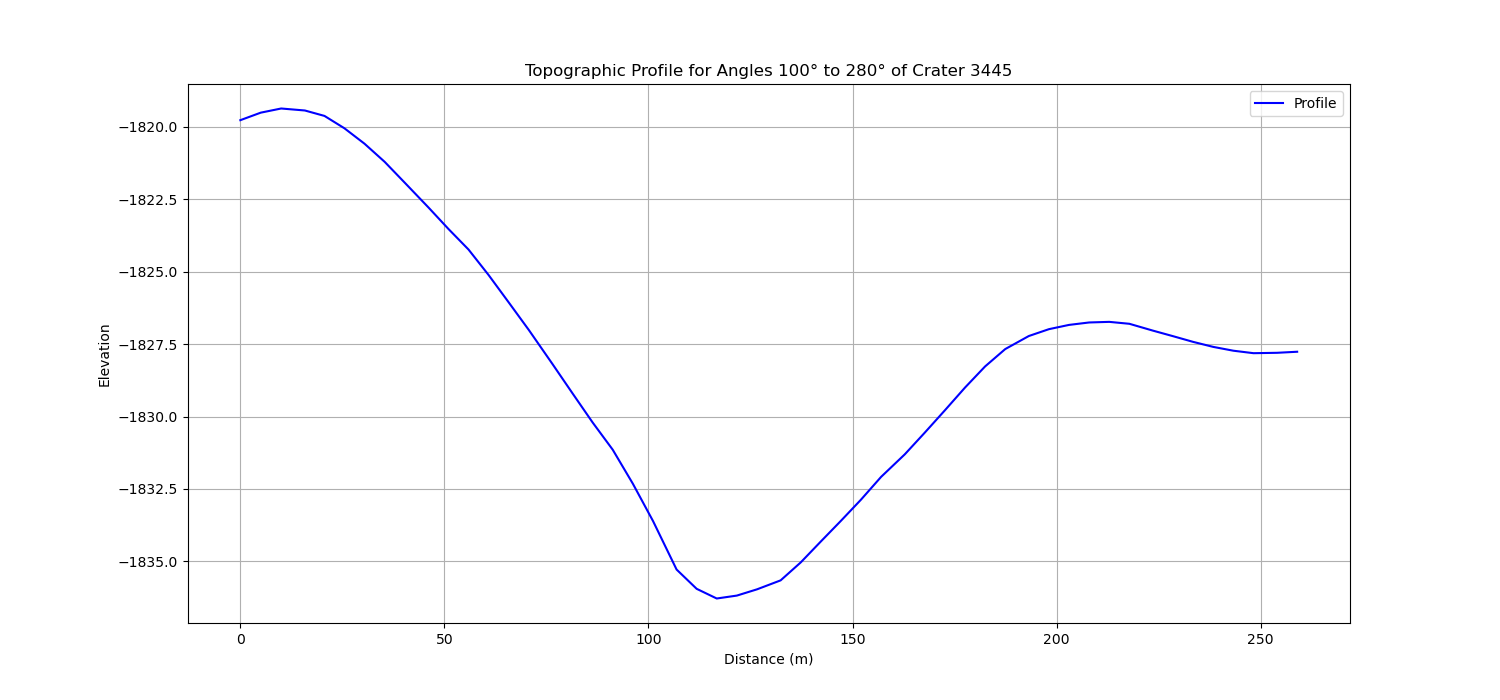 Topographic Profile for Angles 100° to 280° of Crater 3445
Profile
Elevation
−1820.0
−1822.5
−1825.0
−1827.5
−1830.0
−1832.5
−1835.0
0 50 100 150 200 250
Distance (m)